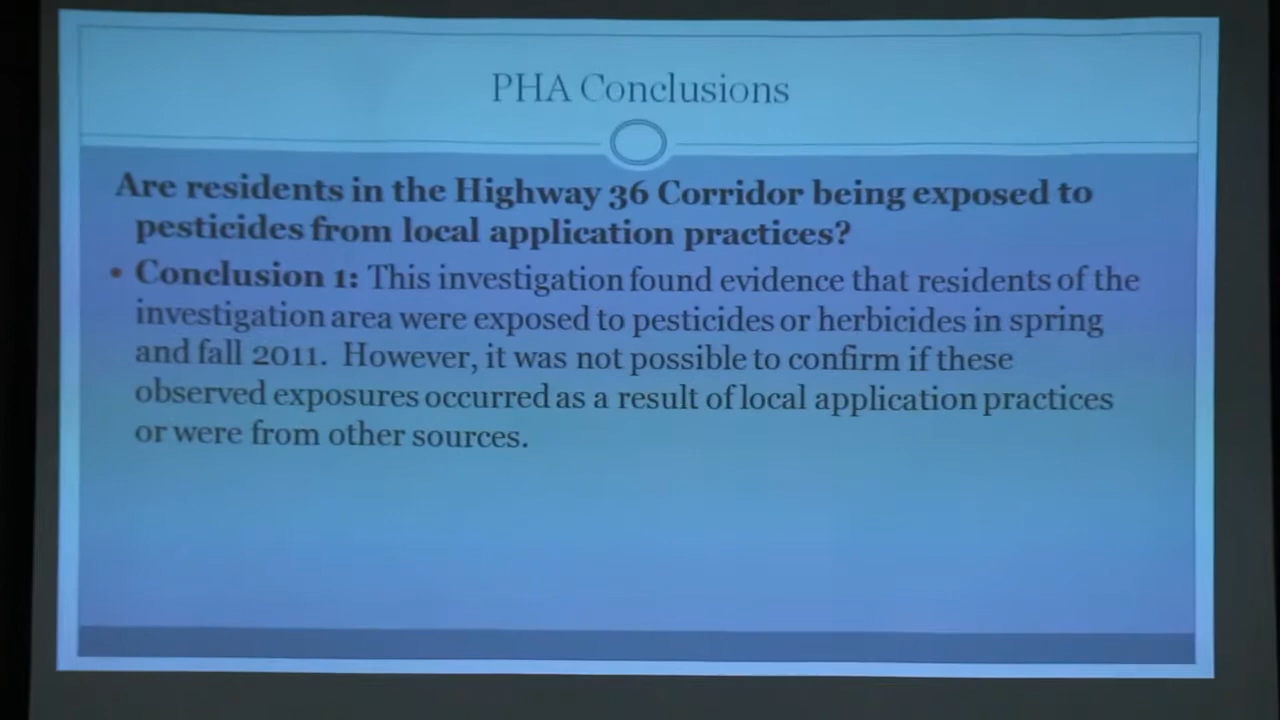 PHA Conclusions
Are residents in the Highway 36 Corridor being exposed to
pesticides from local application practices?
• Conclusion 1: This investigation found evidence that residents of the
investigation area were exposed to pesticides or herbicides in spring
and fall 2011. However, it was not possible to confirm if these
observed exposures occurred as a result of local application practices
or were from other sources.